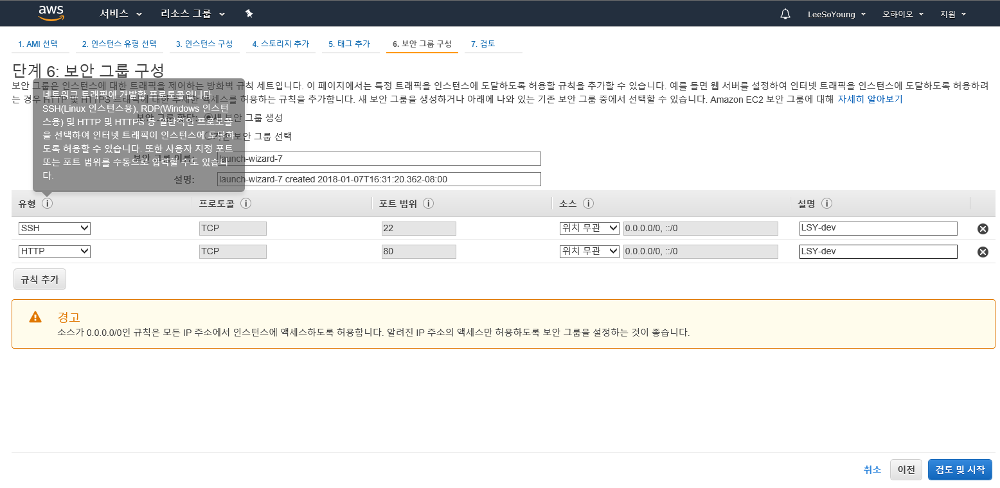 aws 서비스 리소스 그룹 LeeSoYoung 오하이오 지원
1. AMI 선택 2. 인스턴스 유형 선택 3. 인스턴스 구성 4. 스토리지 추가 5. 태그 추가 6. 보안 그룹 구성 7. 검토
단계 6: 보안 그룹 구성
보안 그룹은 인스턴스에 대한 트래픽을 제어하는 방화벽 규칙 세트입니다. 이 페이지에서는 특정 트래픽을 인스턴스에 도달하도록 허용할 규칙을 추가할 수 있습니다. 예를 들면 웹 서버를 설정하여 인터넷 트래픽을 인스턴스에 도달하도록 허용하려
는 경우 HTTP 및 HTTPS 트래픽에 대한 무제한 액세스를 허용하는 규칙을 추가합니다. 새 보안 그룹을 생성하거나 아래에 나와 있는 기존 보안 그룹 중에서 선택할 수 있습니다. Amazon EC2 보안 그룹에 대해 자세히 알아보기
네트워크 트래픽에 개방할 프로토콜입니다.
SSH(Linux 인스턴스용), RDP(Windows 인스턴
스용) 및 HTTP 및 HTTPS 등 일반적인 프로토콜
을 선택하여 인터넷 트래픽이 인스턴스에 도달하
도록 허용할 수 있습니다. 또한 사용자 지정 포트
또는 포트 범위를 수동으로 입력할 수도 있습니
다.
보안 그룹 할당: 새 보안 그룹 생성
기존 보안 그룹 선택
보안 그룹 이름: launch-wizard-7
설명: launch-wizard-7 created 2018-01-07T16:31:20.362-08:00
유형 프로토콜 포트 범위 소스 설명
SSH TCP 22 위치 무관 0.0.0.0/0, ::/0 LSY-dev
HTTP TCP 80 위치 무관 0.0.0.0/0, ::/0 LSY-dev
규칙 추가
경고
소스가 0.0.0.0/0인 규칙은 모든 IP 주소에서 인스턴스에 액세스하도록 허용합니다. 알려진 IP 주소의 액세스만 허용하도록 보안 그룹을 설정하는 것이 좋습니다.
취소 이전 검토 및 시작